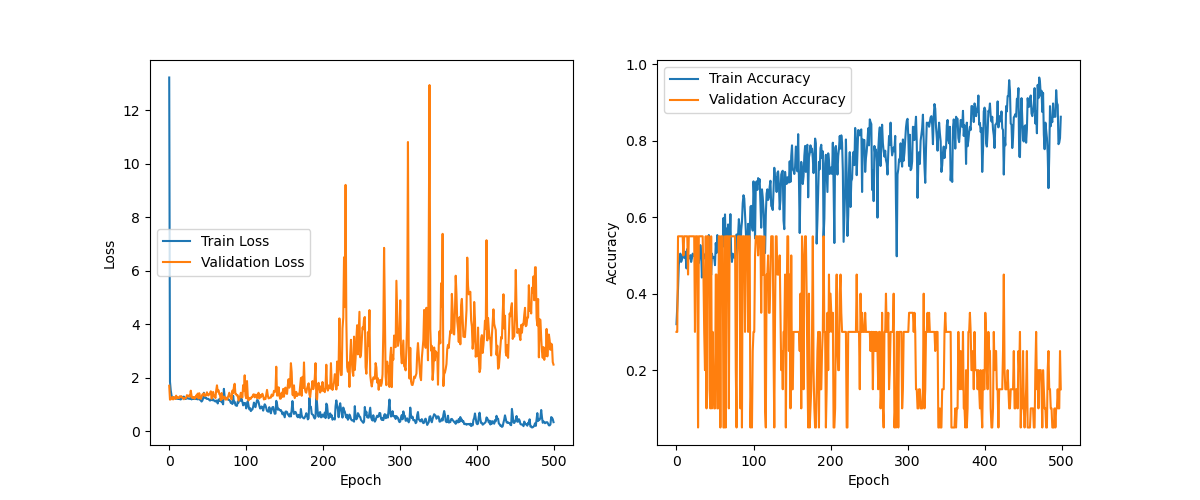 12
10
8
6
4
2
0
Loss
Train Loss
Validation Loss
0 100 200 300 400 500
Epoch
1.0
0.8
0.6
0.4
0.2
Accuracy
Train Accuracy
Validation Accuracy
0 100 200 300 400 500
Epoch